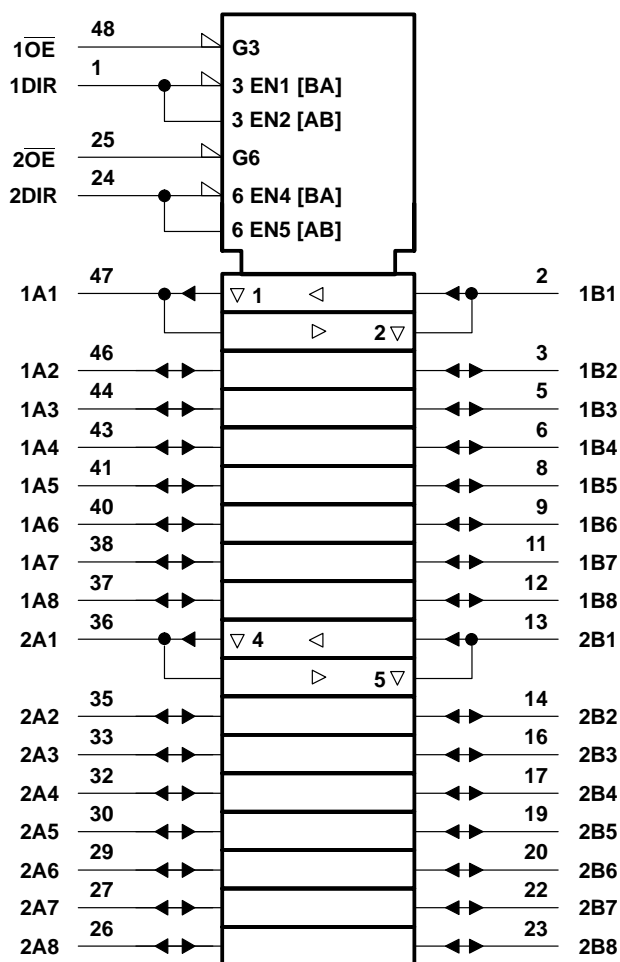 1O̅E̅ 48 G3
1DIR 1 3 EN1 [BA]
3 EN2 [AB]
2O̅E̅ 25 G6
2DIR 24 6 EN4 [BA]
6 EN5 [AB]
1A1 47 ▽ 1 ◁ 2 1B1
▷ 2 ▽
1A2 46 3 1B2
1A3 44 5 1B3
1A4 43 6 1B4
1A5 41 8 1B5
1A6 40 9 1B6
1A7 38 11 1B7
1A8 37 12 1B8
2A1 36 ▽ 4 ◁ 13 2B1
▷ 5 ▽
2A2 35 14 2B2
2A3 33 16 2B3
2A4 32 17 2B4
2A5 30 19 2B5
2A6 29 20 2B6
2A7 27 22 2B7
2A8 26 23 2B8